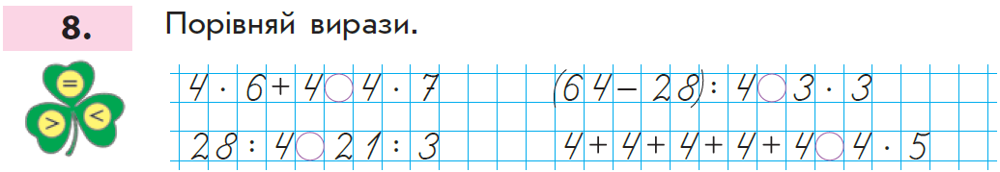 8. Порівняй вирази.
= > <
4 · 6 + 4 ◯ 4 · 7 (64 − 28) : 4 ◯ 3 · 3
28 : 4 ◯ 21 : 3 4 + 4 + 4 + 4 + 4 ◯ 4 · 5